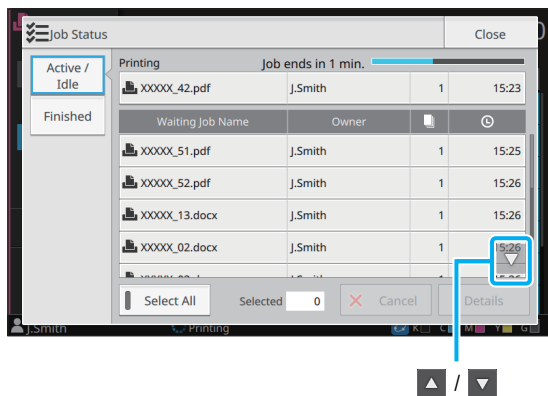 Job Status
Close
Active /
Idle
Finished
Printing
Job ends in 1 min.
XXXXX_42.pdf J.Smith 1 15:23
Waiting Job Name Owner
XXXXX_51.pdf J.Smith 1 15:25
XXXXX_52.pdf J.Smith 1 15:26
XXXXX_13.docx J.Smith 1 15:26
XXXXX_02.docx J.Smith 1 15:26
Select All
Selected 0
Cancel
Details
J.Smith
Printing
K C M Y G
/